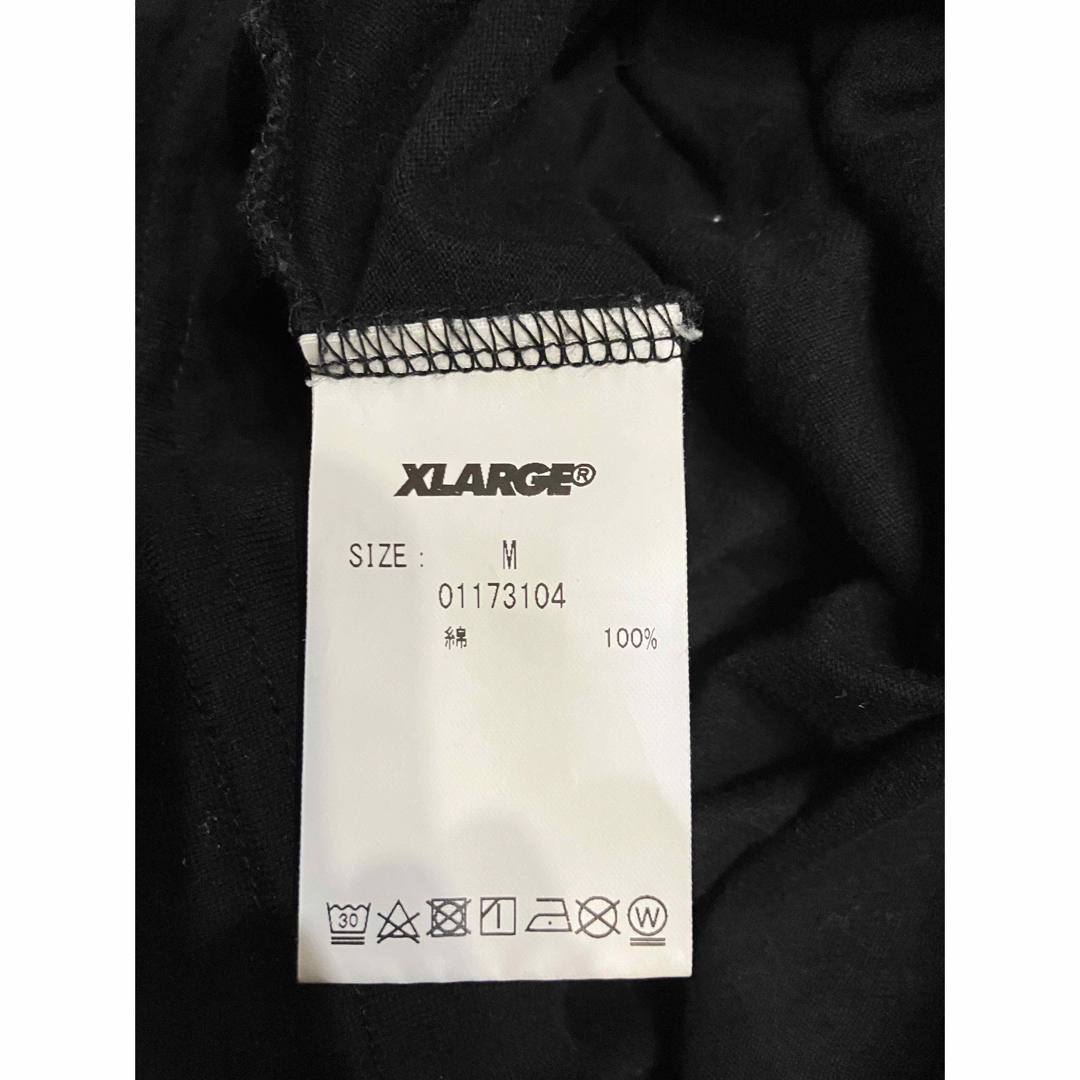 XLARGE®
SIZE : M
01173104
綿 100%
30 W